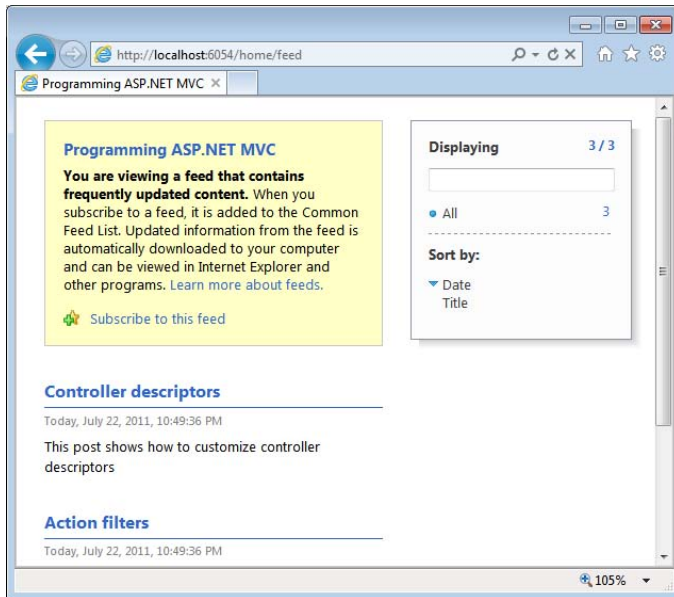 http://localhost:6054/home/feed
Programming ASP.NET MVC
Programming ASP.NET MVC
You are viewing a feed that contains
frequently updated content. When you
subscribe to a feed, it is added to the Common
Feed List. Updated information from the feed is
automatically downloaded to your computer
and can be viewed in Internet Explorer and
other programs. Learn more about feeds.
Subscribe to this feed
Displaying 3 / 3
All 3
Sort by:
Date
Title
Controller descriptors
Today, July 22, 2011, 10:49:36 PM
This post shows how to customize controller
descriptors
Action filters
Today, July 22, 2011, 10:49:36 PM
105%